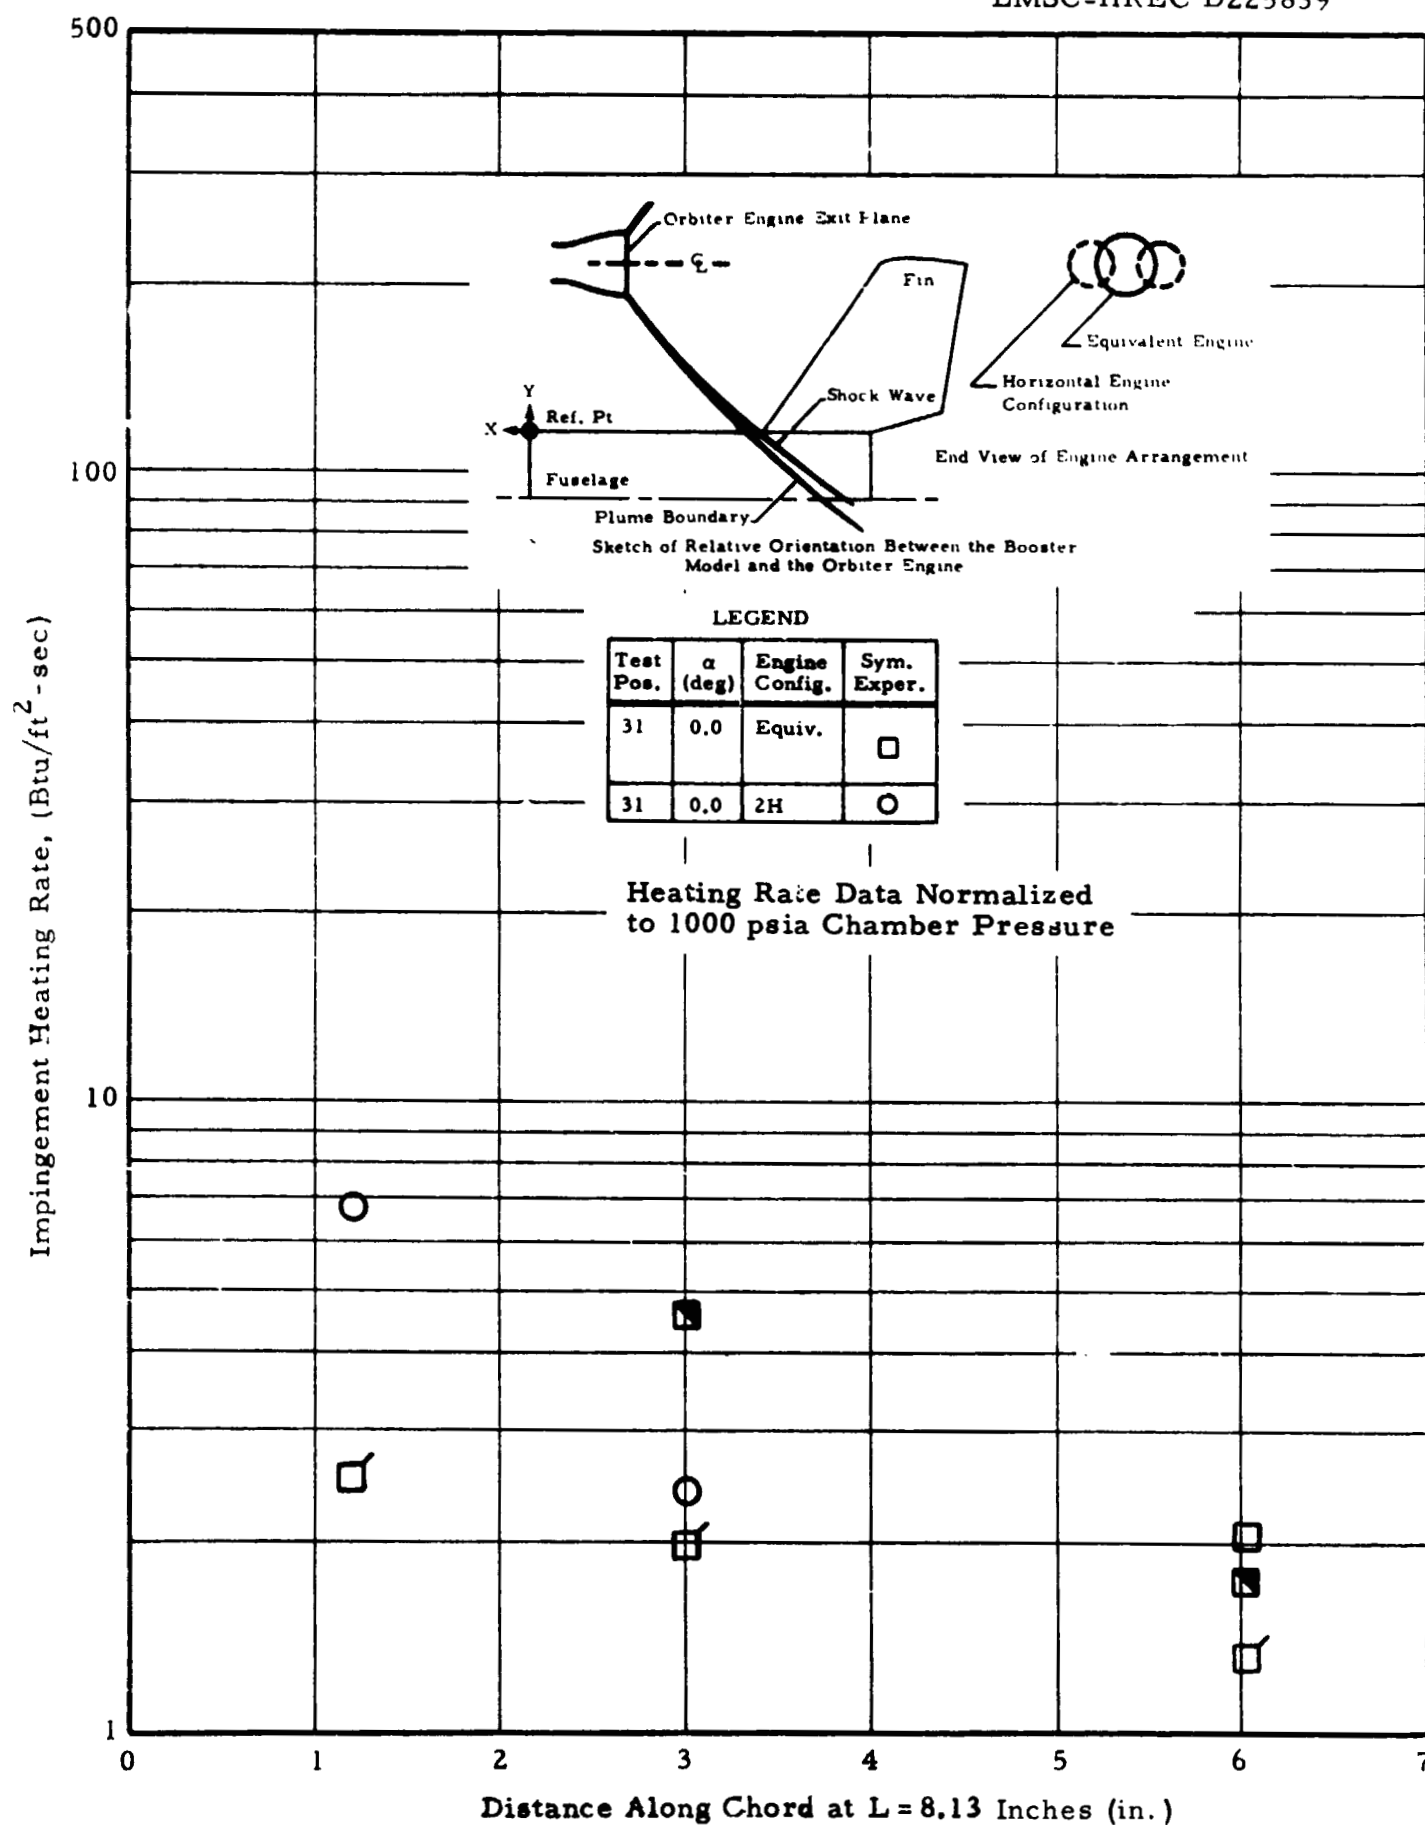 LMSC-HREC D225839
500
100
10
1
Impingement Heating Rate, (Btu/ft2-sec)
Orbiter Engine Exit Plane
℄
Fin
Equivalent Engine
Horizontal Engine
Configuration
Shock Wave
Y
X
Ref. Pt
End View of Engine Arrangement
Fuselage
Plume Boundary
Sketch of Relative Orientation Between the Booster
Model and the Orbiter Engine
LEGEND
Test Pos. α (deg) Engine Config. Sym. Exper.
31 0.0 Equiv.
31 0.0 2H
Heating Rate Data Normalized
to 1000 psia Chamber Pressure
0 1 2 3 4 5 6 7
Distance Along Chord at L = 8.13 Inches (in.)